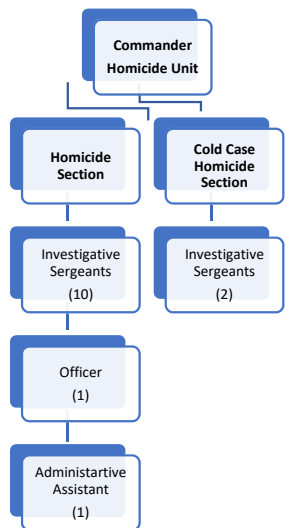 Commander
Homicide Unit
Homicide
Section
Cold Case
Homicide
Section
Investigative
Sergeants
(10)
Investigative
Sergeants
(2)
Officer
(1)
Administartive
Assistant
(1)